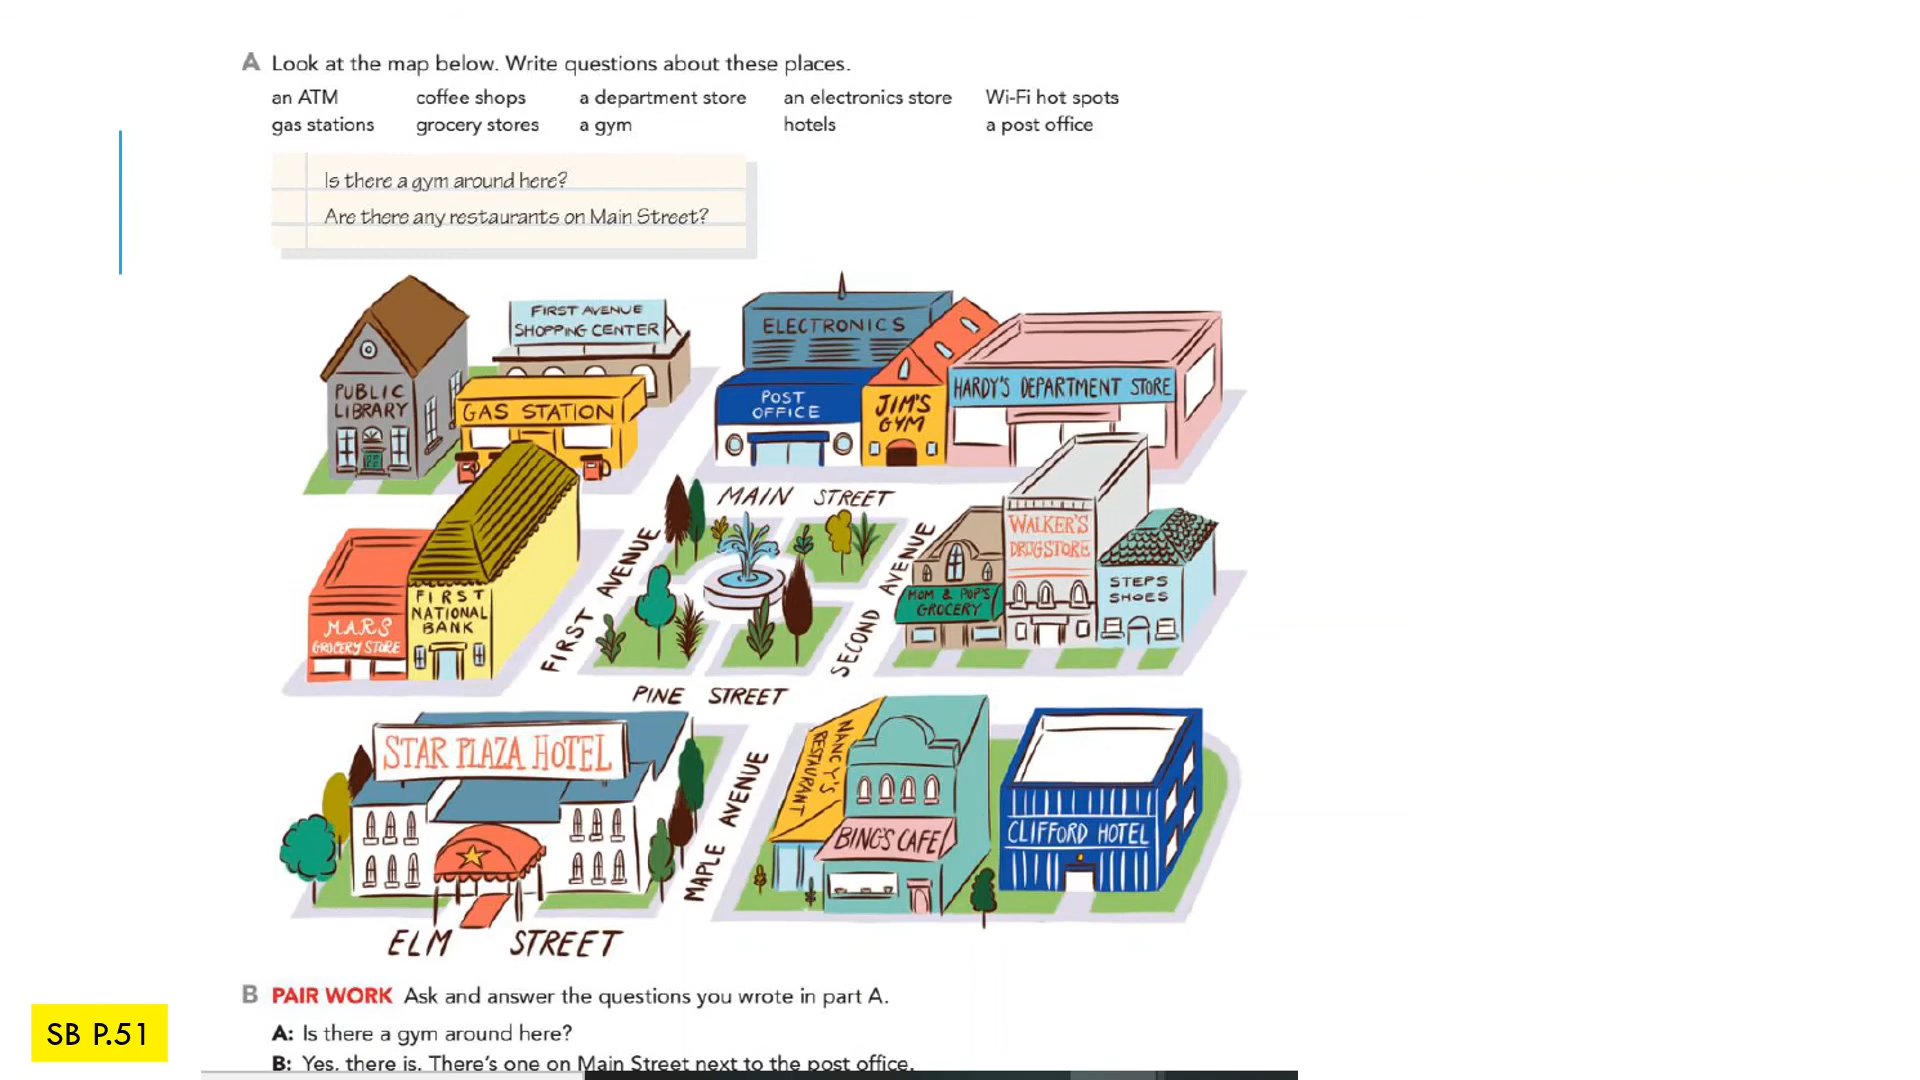 A Look at the map below. Write questions about these places.
an ATM coffee shops a department store an electronics store Wi-Fi hot spots
gas stations grocery stores a gym hotels a post office
Is there a gym around here?
Are there any restaurants on Main Street?
FIRST AVENUE
SHOPPING CENTER
ELECTRONICS
PUBLIC
LIBRARY
GAS STATION
POST
OFFICE
JIM'S
GYM
HARDY'S DEPARTMENT STORE
MAIN STREET
FIRST AVENUE
SECOND AVENUE
WALKER'S
DRUGSTORE
MOM & POP'S
GROCERY
STEPS
SHOES
MARS
GROCERY STORE
FIRST
NATIONAL
BANK
PINE STREET
STAR PLAZA HOTEL
MAPLE AVENUE
NANCY'S
RESTAURANT
BING'S CAFE
CLIFFORD HOTEL
ELM STREET
B PAIR WORK Ask and answer the questions you wrote in part A.
A: Is there a gym around here?
B: Yes, there is. There's one on Main Street next to the post office.
SB P.51